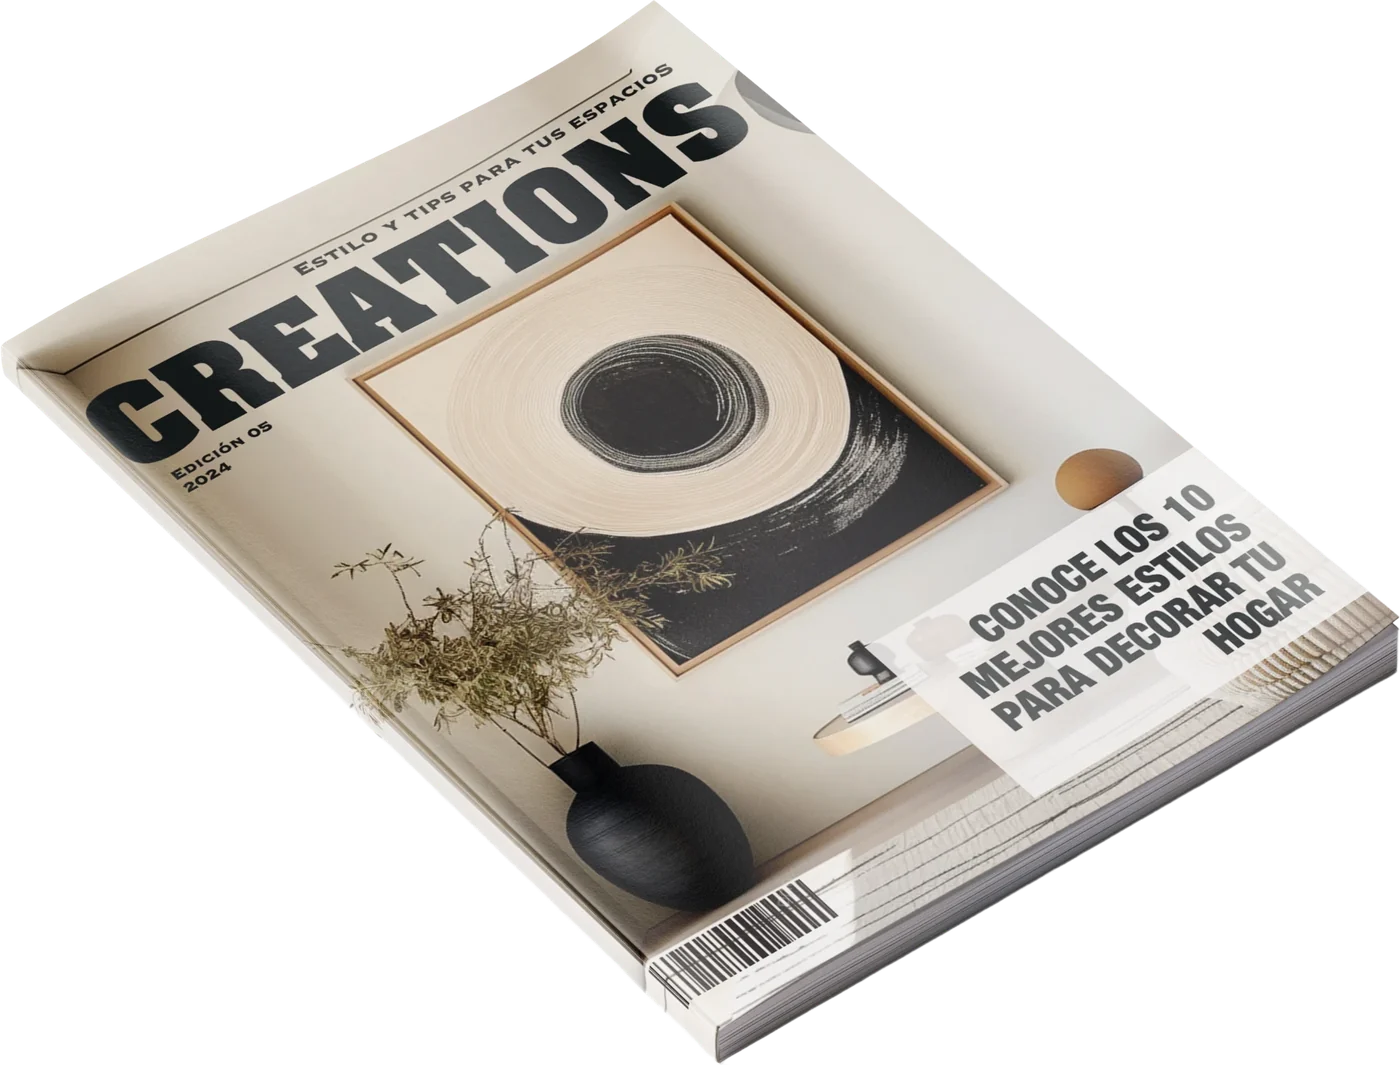 ESTILO Y TIPS PARA TUS ESPACIOS
CREATIONS
EDICIÓN 05
2024
CONOCE LOS 10
MEJORES ESTILOS
PARA DECORAR TU
HOGAR